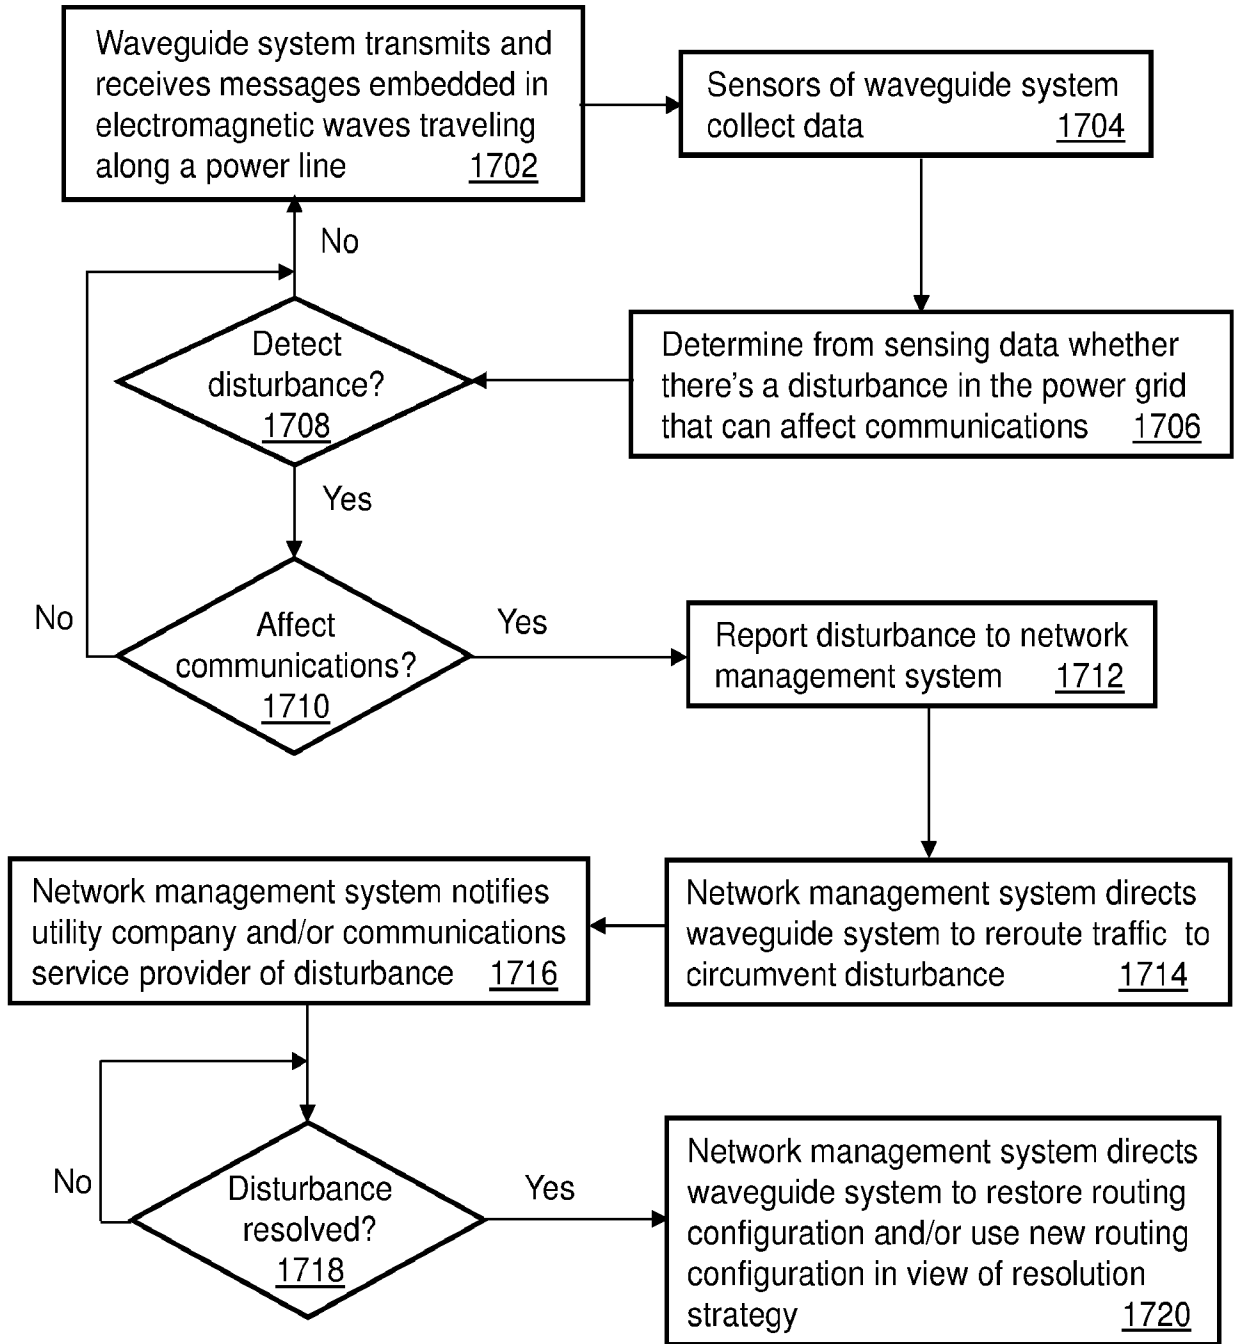 Waveguide system transmits and
receives messages embedded in
electromagnetic waves traveling
along a power line 1702
Sensors of waveguide system
collect data 1704
No
Detect
disturbance?
1708
Determine from sensing data whether
there's a disturbance in the power grid
that can affect communications 1706
Yes
No
Affect
communications?
1710
Yes
Report disturbance to network
management system 1712
Network management system directs
waveguide system to reroute traffic to
circumvent disturbance 1714
Network management system notifies
utility company and/or communications
service provider of disturbance 1716
No
Disturbance
resolved?
1718
Yes
Network management system directs
waveguide system to restore routing
configuration and/or use new routing
configuration in view of resolution
strategy 1720